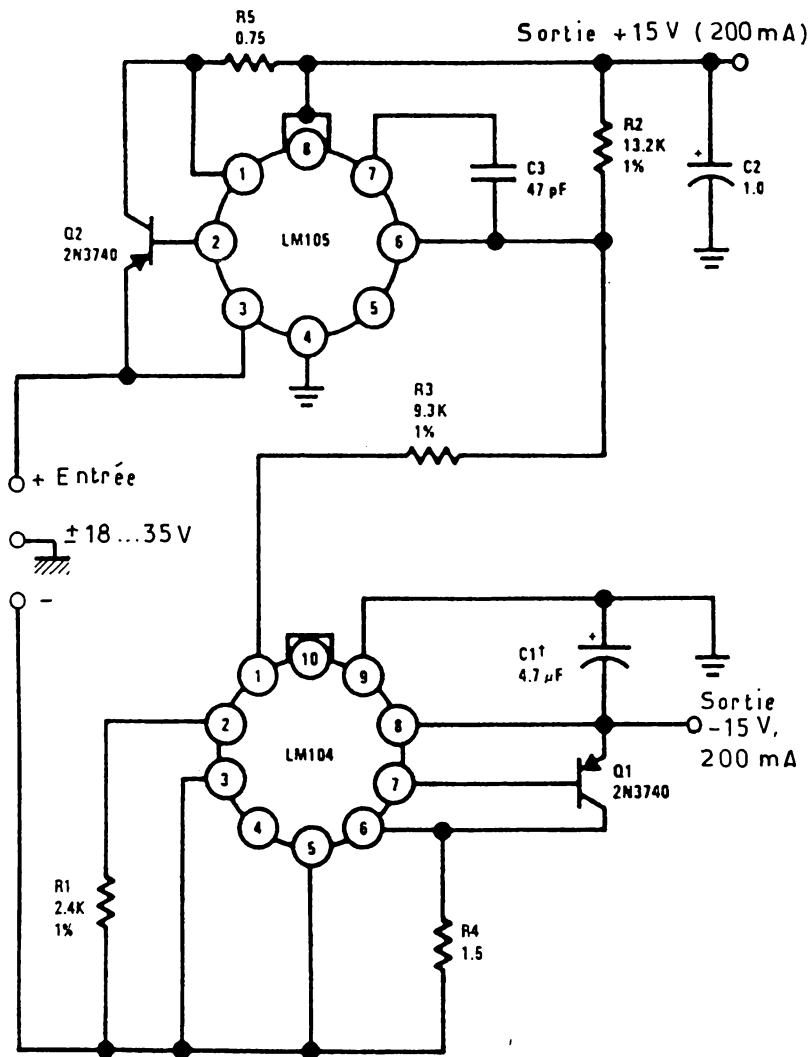 R5
0.75
Sortie +15 V (200 mA)
8
1
7
R2
13.2K
1%
+
C2
1.0
C3
47 pF
Q2
2N3740
2
LM105
6
3
5
4
R3
9.3K
1%
+ Entrée
±18...35V
-
1
10
9
C1†
4.7 µF
+
Sortie
-15 V,
200 mA
2
8
LM104
3
7
Q1
2N3740
4
6
5
R1
2.4K
1%
R4
1.5